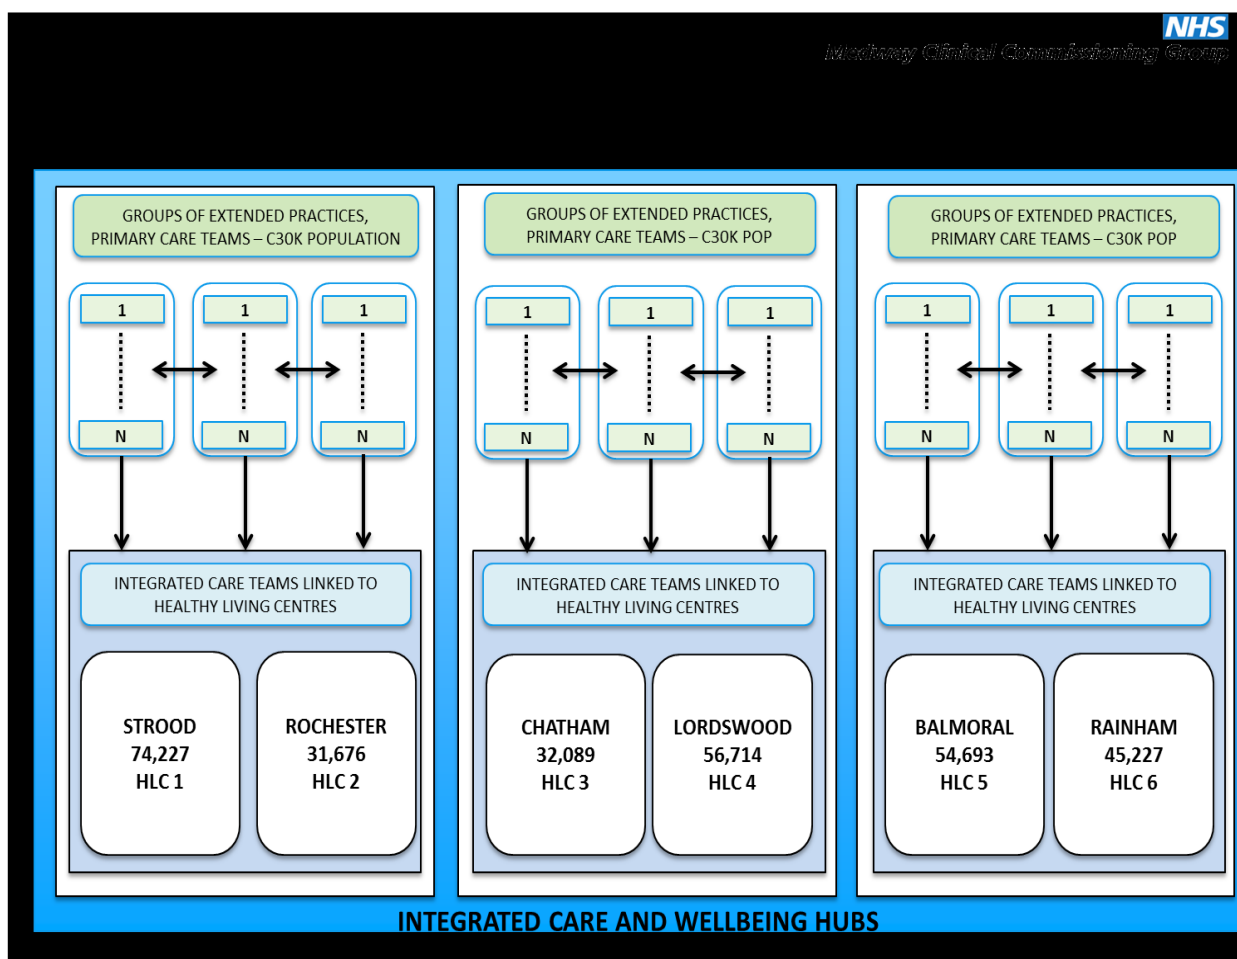 NHS
Medway Clinical Commissioning Group
GROUPS OF EXTENDED PRACTICES,
PRIMARY CARE TEAMS – C30K POPULATION
1
1
1
N
N
N
INTEGRATED CARE TEAMS LINKED TO
HEALTHY LIVING CENTRES
STROOD
74,227
HLC 1
ROCHESTER
31,676
HLC 2
GROUPS OF EXTENDED PRACTICES,
PRIMARY CARE TEAMS – C30K POP
1
1
1
N
N
N
INTEGRATED CARE TEAMS LINKED TO
HEALTHY LIVING CENTRES
CHATHAM
32,089
HLC 3
LORDSWOOD
56,714
HLC 4
GROUPS OF EXTENDED PRACTICES,
PRIMARY CARE TEAMS – C30K POP
1
1
1
N
N
N
INTEGRATED CARE TEAMS LINKED TO
HEALTHY LIVING CENTRES
BALMORAL
54,693
HLC 5
RAINHAM
45,227
HLC 6
INTEGRATED CARE AND WELLBEING HUBS